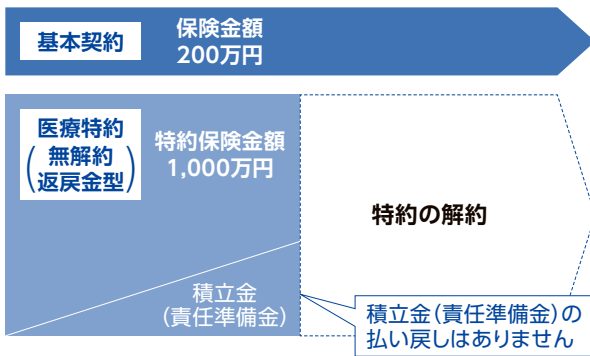 基本契約
保険金額
200万円
医療特約
(無解約
返戻金型)
特約保険金額
1,000万円
特約の解約
積立金
(責任準備金)
積立金(責任準備金)の
払い戻しはありません